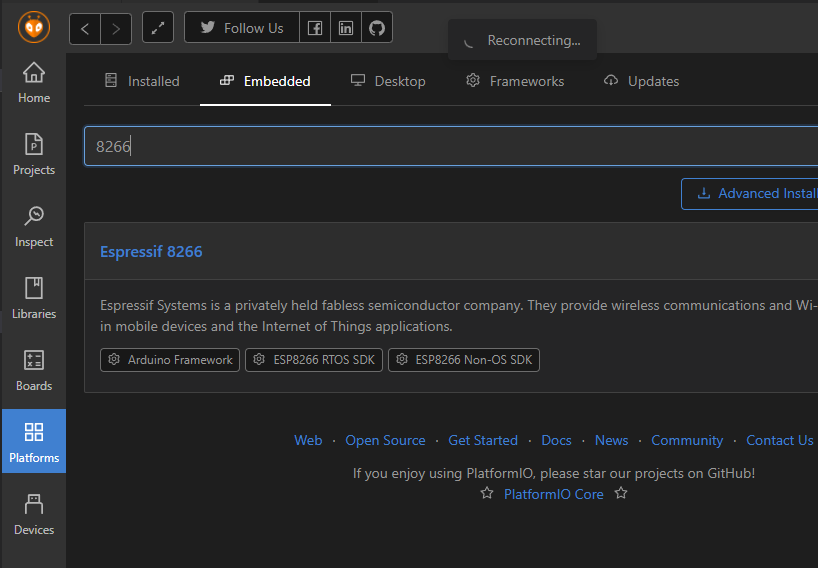 Follow Us
Reconnecting...
Home
Projects
Inspect
Libraries
Boards
Platforms
Devices
Installed
Embedded
Desktop
Frameworks
Updates
8266
Advanced Install
Espressif 8266
Espressif Systems is a privately held fabless semiconductor company. They provide wireless communications and Wi-
in mobile devices and the Internet of Things applications.
Arduino Framework
ESP8266 RTOS SDK
ESP8266 Non-OS SDK
Web · Open Source · Get Started · Docs · News · Community · Contact Us
If you enjoy using PlatformIO, please star our projects on GitHub!
PlatformIO Core